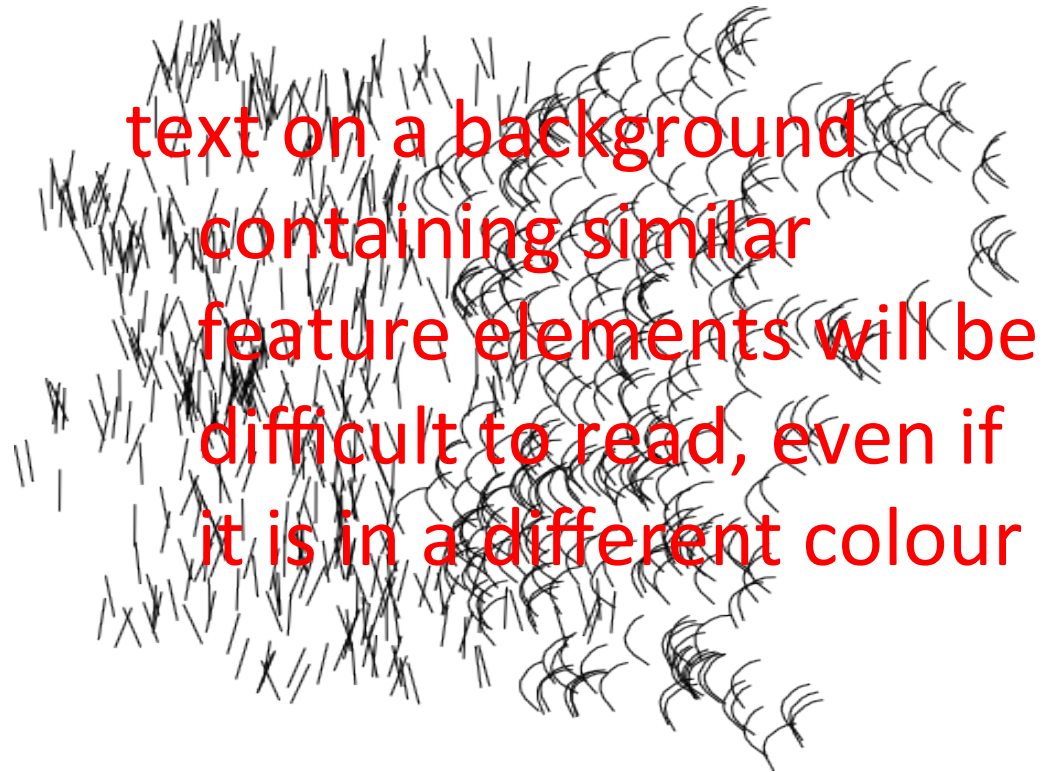 text on a background
containing similar
feature elements will be
difficult to read, even if
it is in a different colour